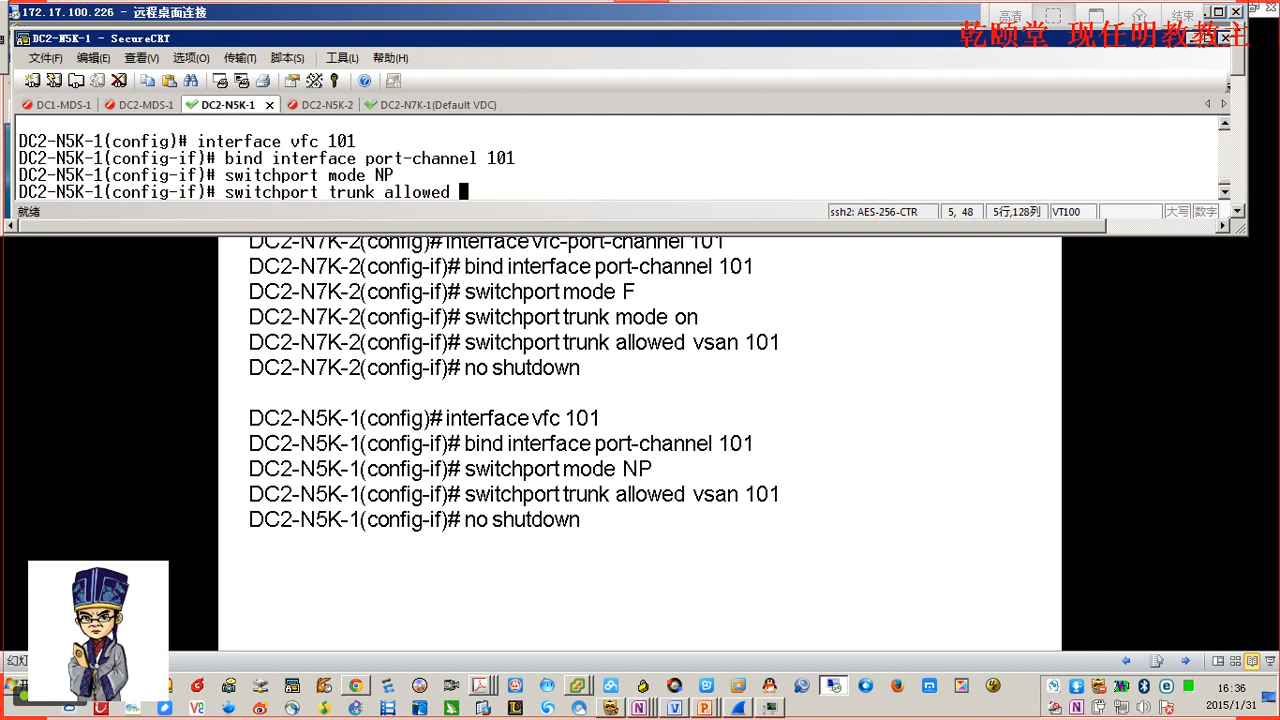 172.17.100.226 - 远程桌面连接
高清
结束
乾颐堂 现任明教教主
DC2-N5K-1 - SecureCRT
文件(F) 编辑(E) 查看(V) 选项(O) 传输(T) 脚本(S) 工具(L) 帮助(H)
DC1-MDS-1 DC2-MDS-1 DC2-N5K-1 DC2-N5K-2 DC2-N7K-1(Default VDC)
DC2-N5K-1(config)# interface vfc 101
DC2-N5K-1(config-if)# bind interface port-channel 101
DC2-N5K-1(config-if)# switchport mode NP
DC2-N5K-1(config-if)# switchport trunk allowed
就绪 ssh2: AES-256-CTR 5, 48 5行,128列 VT100 大写 数字
DC2-N7K-2(config)# interface vfc-port-channel 101
DC2-N7K-2(config-if)# bind interface port-channel 101
DC2-N7K-2(config-if)# switchport mode F
DC2-N7K-2(config-if)# switchport trunk mode on
DC2-N7K-2(config-if)# switchport trunk allowed vsan 101
DC2-N7K-2(config-if)# no shutdown
DC2-N5K-1(config)# interface vfc 101
DC2-N5K-1(config-if)# bind interface port-channel 101
DC2-N5K-1(config-if)# switchport mode NP
DC2-N5K-1(config-if)# switchport trunk allowed vsan 101
DC2-N5K-1(config-if)# no shutdown
16:36
2015/1/31